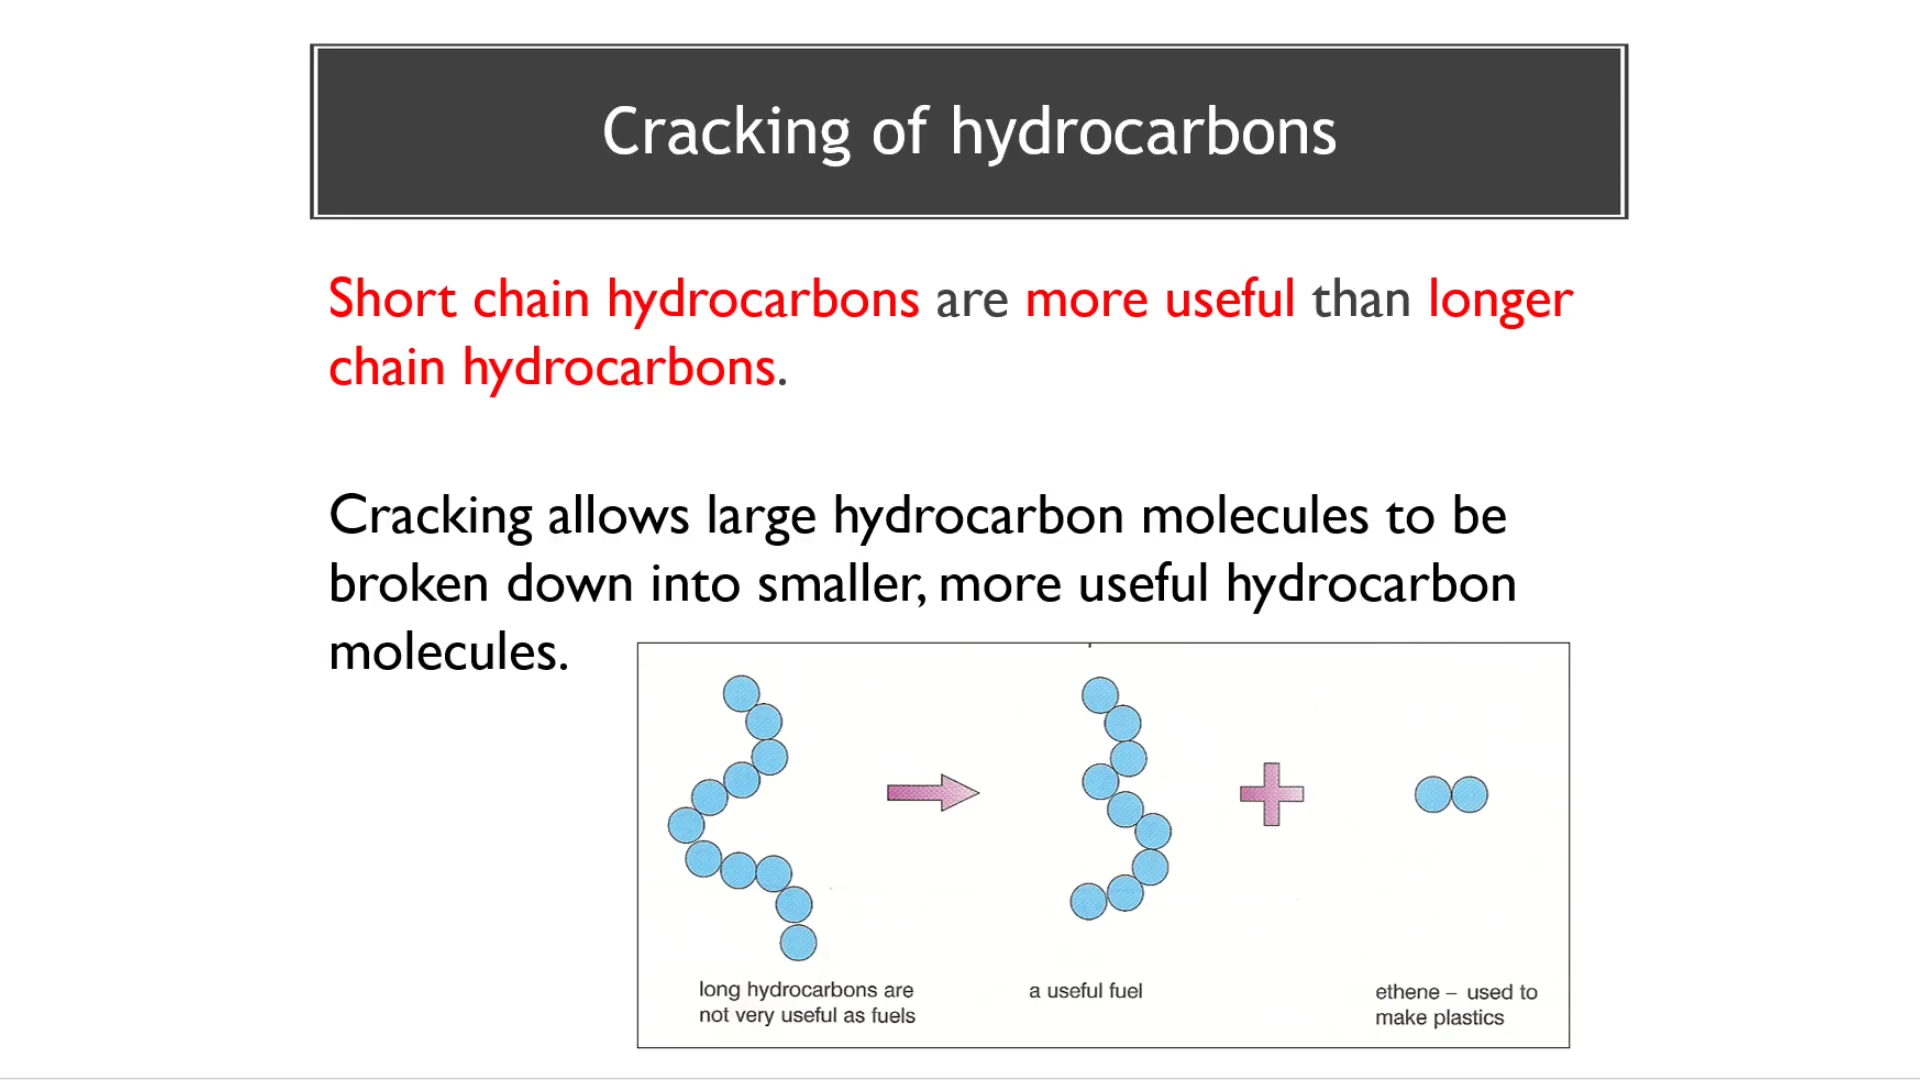 Cracking of hydrocarbons
Short chain hydrocarbons are more useful than longer
chain hydrocarbons.
Cracking allows large hydrocarbon molecules to be
broken down into smaller, more useful hydrocarbon
molecules.
long hydrocarbons are
not very useful as fuels
a useful fuel
ethene – used to
make plastics